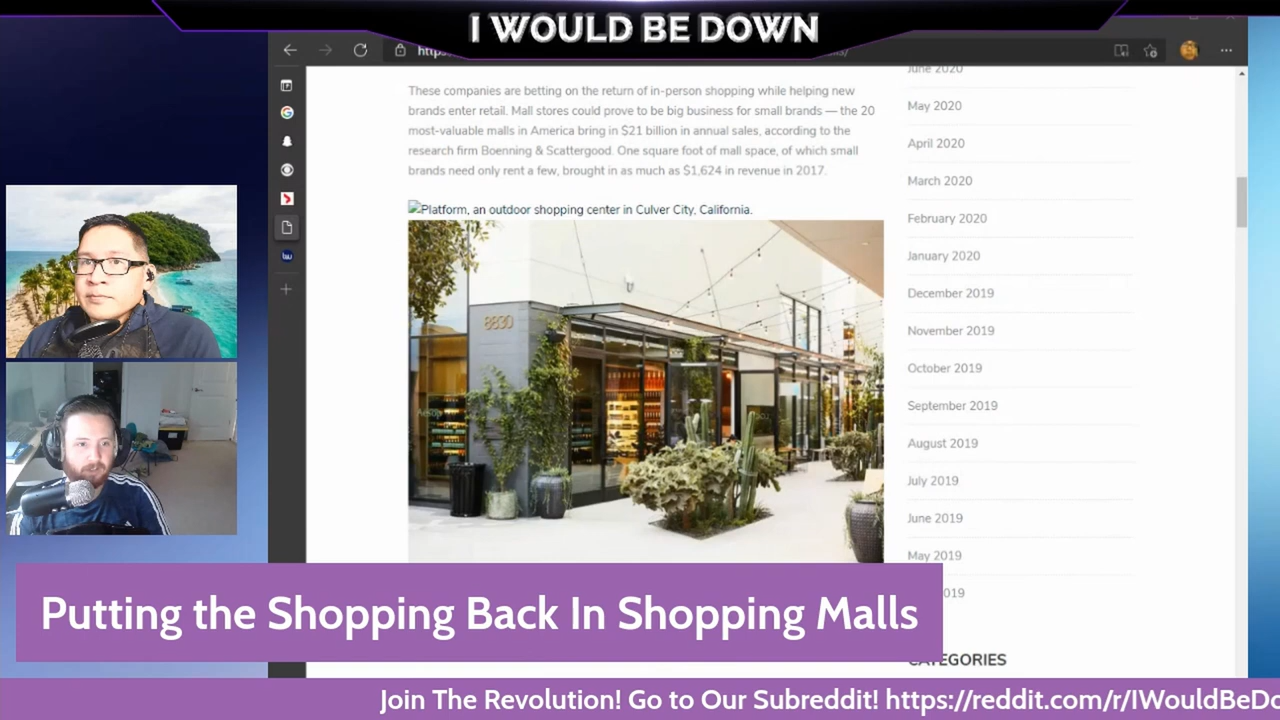 I WOULD BE DOWN
These companies are betting on the return of in-person shopping while helping new
brands enter retail. Mall stores could prove to be big business for small brands — the 20
most-valuable malls in America bring in $21 billion in annual sales, according to the
research firm Boenning & Scattergood. One square foot of mall space, of which small
brands need only rent a few, brought in as much as $1,624 in revenue in 2017.
Platform, an outdoor shopping center in Culver City, California.
8830
Aesop
June 2020
May 2020
April 2020
March 2020
February 2020
January 2020
December 2019
November 2019
October 2019
September 2019
August 2019
July 2019
June 2019
May 2019
2019
CATEGORIES
Putting the Shopping Back In Shopping Malls
Join The Revolution! Go to Our Subreddit! https://reddit.com/r/IWouldBeDo